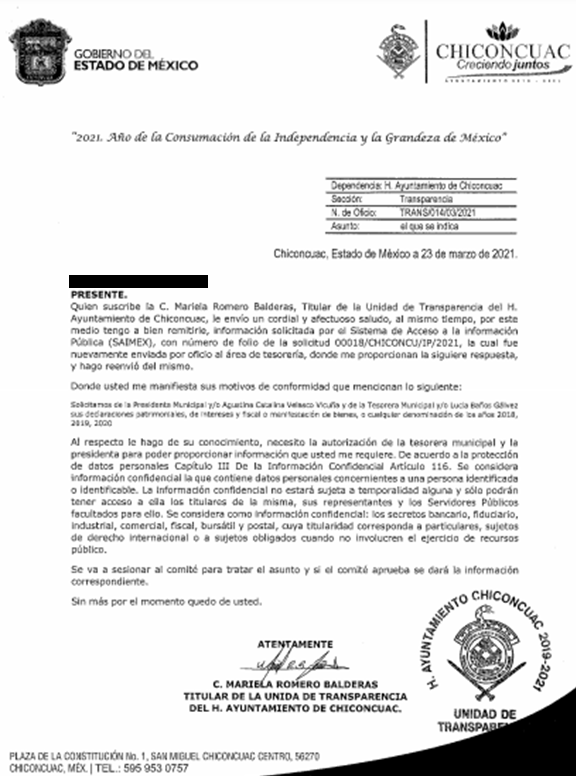 GOBIERNO DEL
ESTADO DE MÉXICO
CHICONCUAC
Creciendo juntos
AYUNTAMIENTO 2019 - 2021
"2021. Año de la Consumación de la Independencia y la Grandeza de México"
Dependencia: H. Ayuntamiento de Chiconcuac
Sección: Transparencia
N. de Oficio: TRANS/014/03/2021
Asunto: el que se indica
Chiconcuac, Estado de México a 23 de marzo de 2021.
PRESENTE.
Quien suscribe la C. Mariela Romero Balderas, Titular de la Unidad de Transparencia del H.
Ayuntamiento de Chiconcuac, le envío un cordial y afectuoso saludo, al mismo tiempo, por este
medio tengo a bien remitirle, información solicitada por el Sistema de Acceso a la información
Pública (SAIMEX), con número de folio de la solicitud 00018/CHICONCU/IP/2021, la cual fue
nuevamente enviada por oficio al área de tesorería, donde me proporcionan la siguiere respuesta,
y hago reenvió del mismo.
Donde usted me manifiesta sus motivos de conformidad que mencionan lo siguiente:
Solicitamos de la Presidenta Municipal y/o Agustina Catalina Velasco Vicuña y de la Tesorera Municipal y/o Lucia Baños Gálvez
sus declaraciones patrimoniales, de intereses y fiscal o manifestación de bienes, o cualquier denominación de los años 2018,
2019, 2020
Al respecto le hago de su conocimiento, necesito la autorización de la tesorera municipal y la
presidenta para poder proporcionar información que usted me requiere. De acuerdo a la protección
de datos personales Capítulo III De la Información Confidencial Artículo 116. Se considera
información confidencial la que contiene datos personales concernientes a una persona identificada
o identificable. La información confidencial no estará sujeta a temporalidad alguna y sólo podrán
tener acceso a ella los titulares de la misma, sus representantes y los Servidores Públicos
facultados para ello. Se considera como información confidencial: los secretos bancario, fiduciario,
industrial, comercial, fiscal, bursátil y postal, cuya titularidad corresponda a particulares, sujetos
de derecho internacional o a sujetos obligados cuando no involucren el ejercicio de recursos
público.
Se va a sesionar al comité para tratar el asunto y si el comité aprueba se dará la información
correspondiente.
Sin más por el momento quedo de usted.
ATENTAMENTE
C. MARIELA ROMERO BALDERAS
TITULAR DE LA UNIDA DE TRANSPARENCIA
DEL H. AYUNTAMIENTO DE CHICONCUAC.
H. AYUNTAMIENTO CHICONCUAC 2019-2021
UNIDAD DE
TRANSPAREN
PLAZA DE LA CONSTITUCIÓN No. 1, SAN MIGUEL CHICONCUAC CENTRO, 56270
CHICONCUAC, MÉX. | TEL.: 595 953 0757